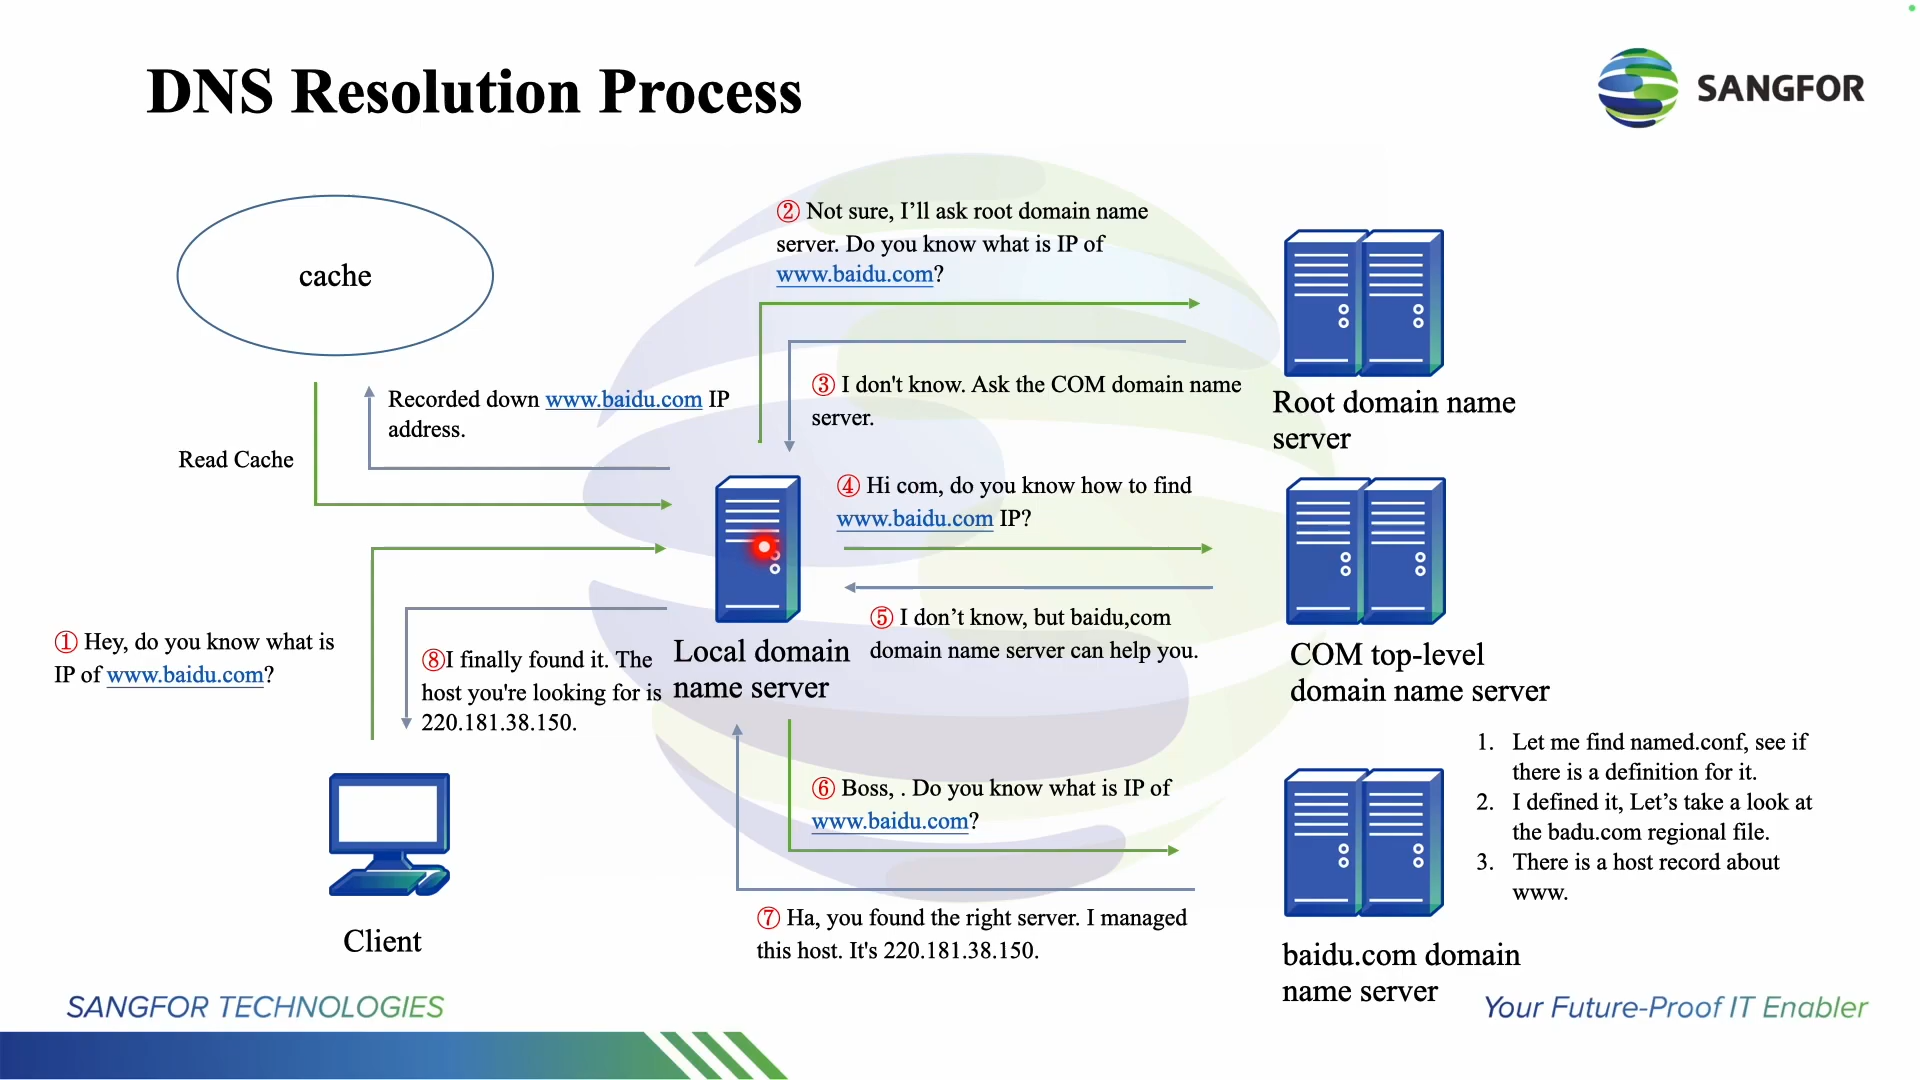 DNS Resolution Process
SANGFOR
cache
Read Cache
Recorded down www.baidu.com IP
address.
① Hey, do you know what is
IP of www.baidu.com?
② Not sure, I’ll ask root domain name
server. Do you know what is IP of
www.baidu.com?
③ I don't know. Ask the COM domain name
server.
④ Hi com, do you know how to find
www.baidu.com IP?
⑤ I don’t know, but baidu,com
domain name server can help you.
⑥ Boss, . Do you know what is IP of
www.baidu.com?
⑦ Ha, you found the right server. I managed
this host. It's 220.181.38.150.
⑧I finally found it. The
host you're looking for is
220.181.38.150.
Local domain
name server
Client
Root domain name
server
COM top-level
domain name server
1. Let me find named.conf, see if
there is a definition for it.
2. I defined it, Let’s take a look at
the badu.com regional file.
3. There is a host record about
www.
baidu.com domain
name server
SANGFOR TECHNOLOGIES
Your Future-Proof IT Enabler